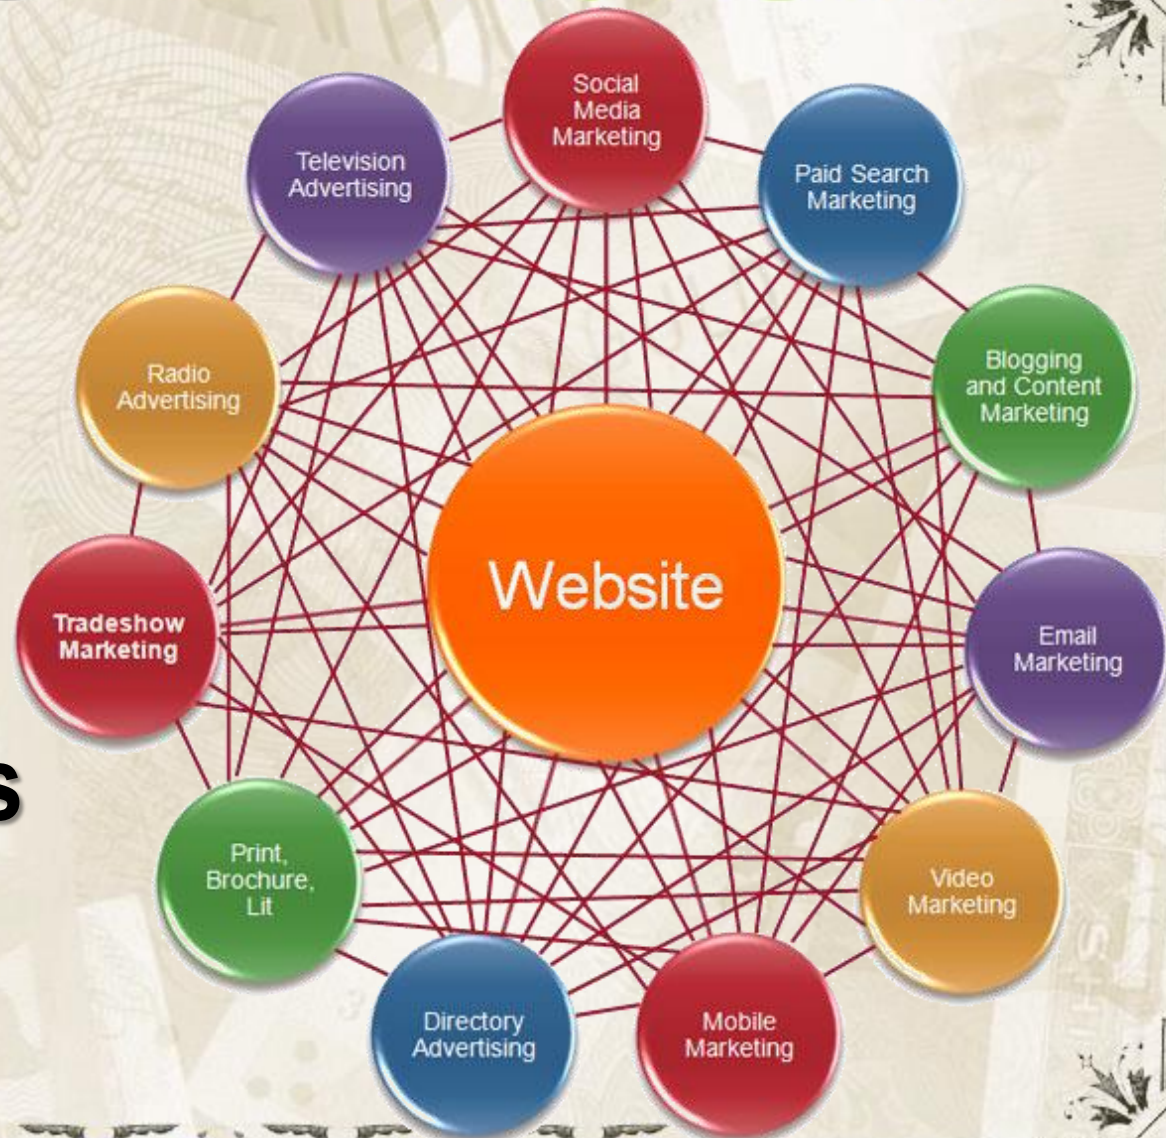 Social
Media
Marketing
Paid Search
Marketing
Blogging
and Content
Marketing
Email
Marketing
Video
Marketing
Mobile
Marketing
Directory
Advertising
Print,
Brochure,
Lit
Tradeshow
Marketing
Radio
Advertising
Television
Advertising
Website
s